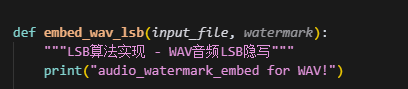 def embed_wav_lsb(input_file, watermark):
    """LSB算法实现 - WAV音频LSB隐写"""
    print("audio_watermark_embed for WAV!")